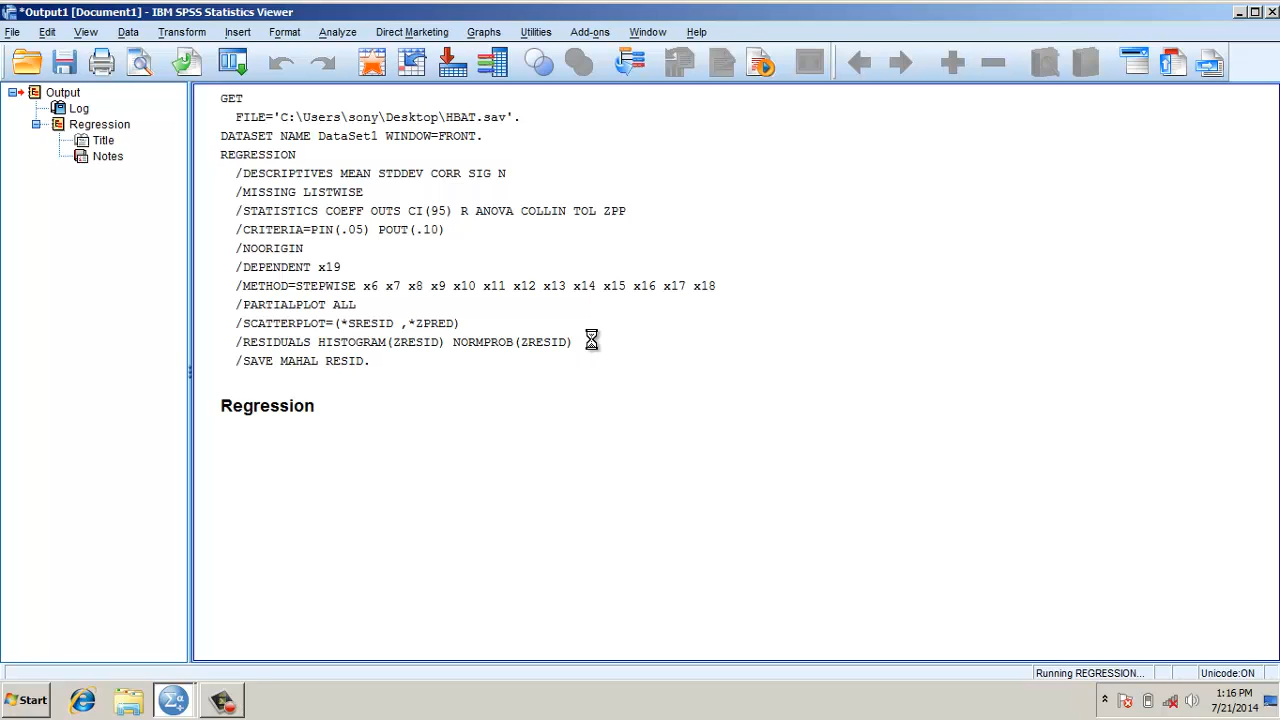 *Output1 [Document1] - IBM SPSS Statistics Viewer
File Edit View Data Transform Insert Format Analyze Direct Marketing Graphs Utilities Add-ons Window Help
Output
Log
Regression
Title
Notes
GET
FILE='C:\Users\sony\Desktop\HBAT.sav'.
DATASET NAME DataSet1 WINDOW=FRONT.
REGRESSION
/DESCRIPTIVES MEAN STDDEV CORR SIG N
/MISSING LISTWISE
/STATISTICS COEFF OUTS CI(95) R ANOVA COLLIN TOL ZPP
/CRITERIA=PIN(.05) POUT(.10)
/NOORIGIN
/DEPENDENT x19
/METHOD=STEPWISE x6 x7 x8 x9 x10 x11 x12 x13 x14 x15 x16 x17 x18
/PARTIALPLOT ALL
/SCATTERPLOT=(*SRESID ,*ZPRED)
/RESIDUALS HISTOGRAM(ZRESID) NORMPROB(ZRESID)
/SAVE MAHAL RESID.
Regression
Running REGRESSION... Unicode:ON
Start
1:16 PM
7/21/2014